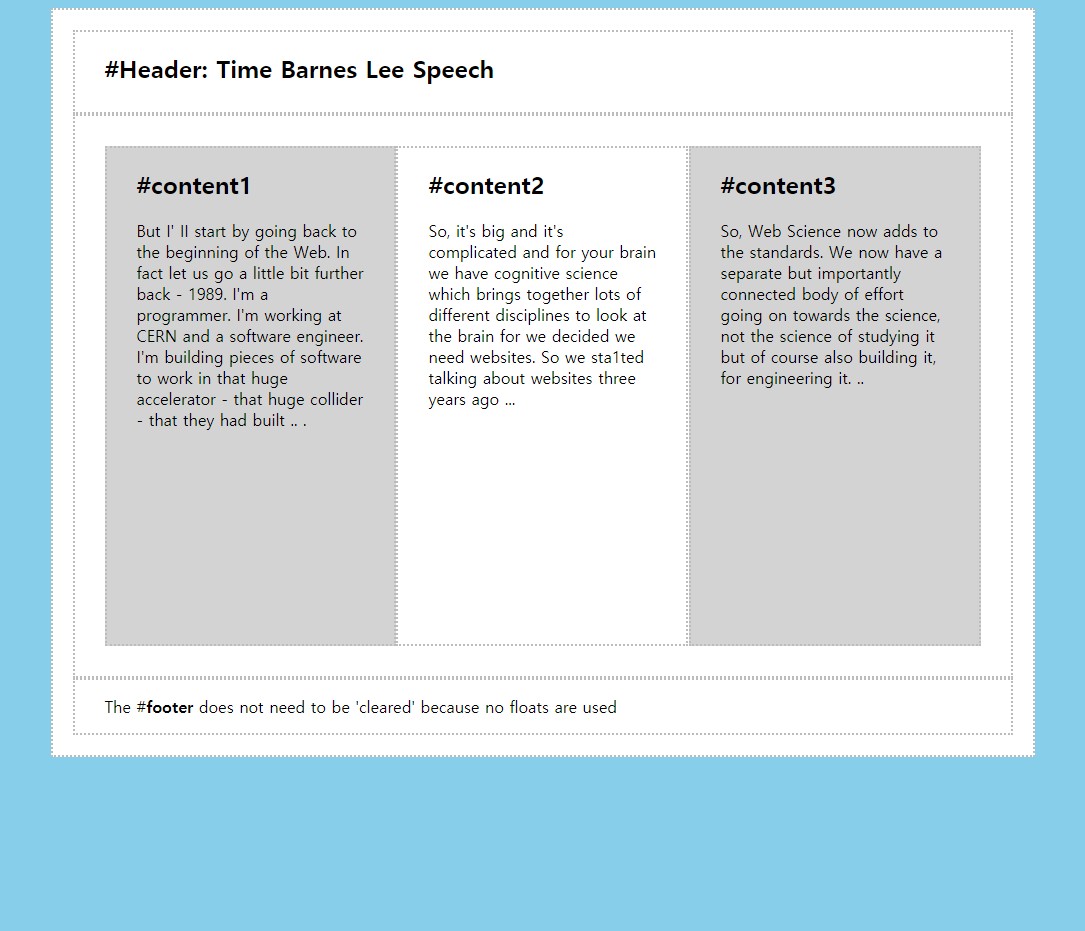 #Header: Time Barnes Lee Speech
#content1
But I' II start by going back to
the beginning of the Web. In
fact let us go a little bit further
back - 1989. I'm a
programmer. I'm working at
CERN and a software engineer.
I'm building pieces of software
to work in that huge
accelerator - that huge collider
- that they had built .. .
#content2
So, it's big and it's
complicated and for your brain
we have cognitive science
which brings together lots of
different disciplines to look at
the brain for we decided we
need websites. So we sta1ted
talking about websites three
years ago ...
#content3
So, Web Science now adds to
the standards. We now have a
separate but importantly
connected body of effort
going on towards the science,
not the science of studying it
but of course also building it,
for engineering it. ..
The #footer does not need to be 'cleared' because no floats are used